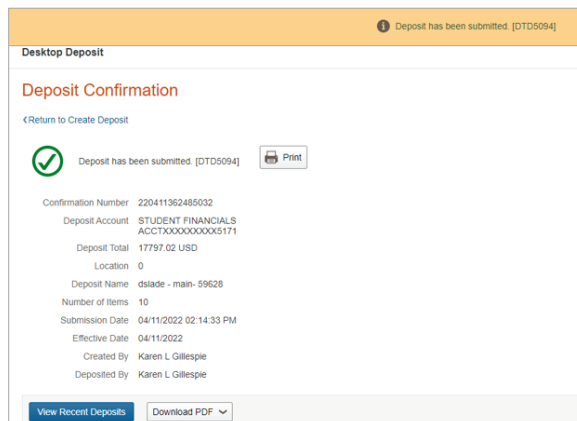 Deposit has been submitted. [DTD5094]
Desktop Deposit
Deposit Confirmation
Return to Create Deposit
Deposit has been submitted. [DTD5094]
Print
Confirmation Number 220411362485032
Deposit Account STUDENT FINANCIALS
ACCTXXXXXXXXX5171
Deposit Total 17797.02 USD
Location 0
Deposit Name dslade - main- 59628
Number of Items 10
Submission Date 04/11/2022 02:14:33 PM
Effective Date 04/11/2022
Created By Karen L Gillespie
Deposited By Karen L Gillespie
View Recent Deposits Download PDF